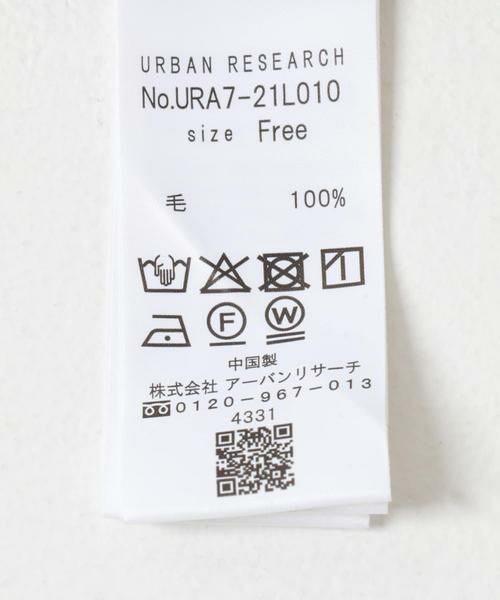 URBAN RESEARCH
No.URA7-21L010
size Free
毛 100%
F W
中国製
株式会社 アーバンリサーチ
0120-967-013
4331